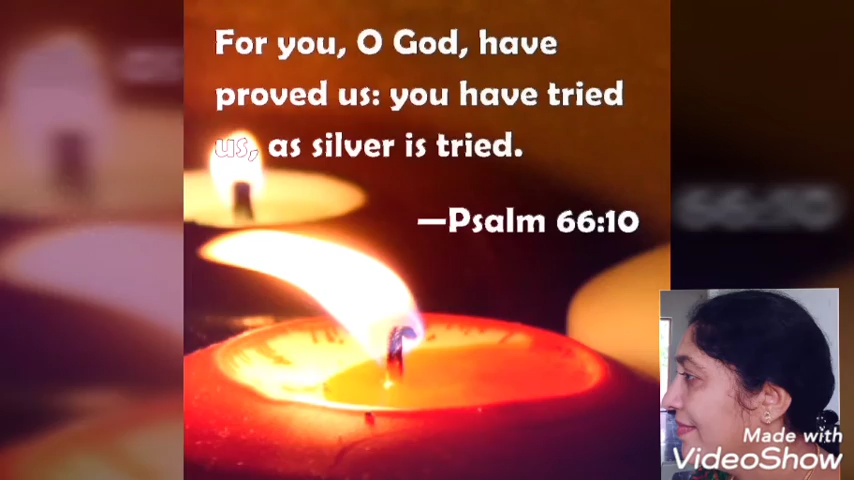 For you, O God, have
proved us: you have tried
us, as silver is tried.
—Psalm 66:10
Made with
VideoShow